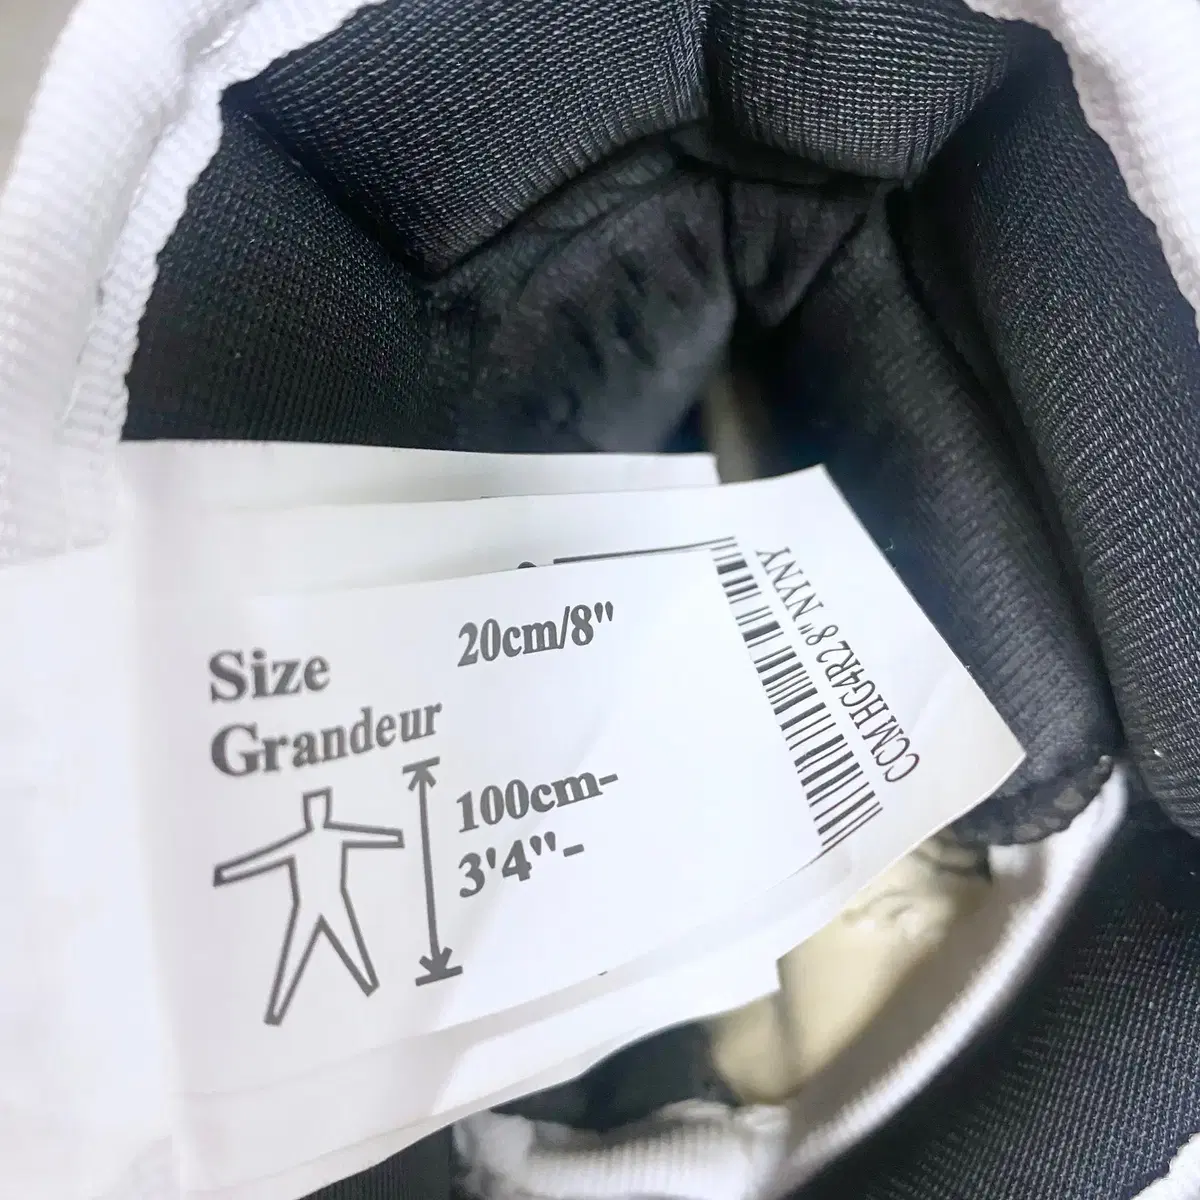 Size
Grandeur
20cm/8"
100cm-
3'4"-
CCM HG4R2 8" NYNY